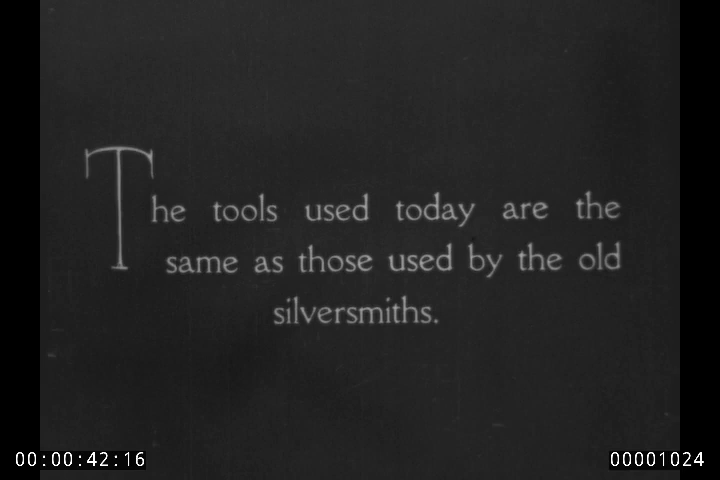 The tools used today are the
same as those used by the old
silversmiths.
00:00:42:16
00001024